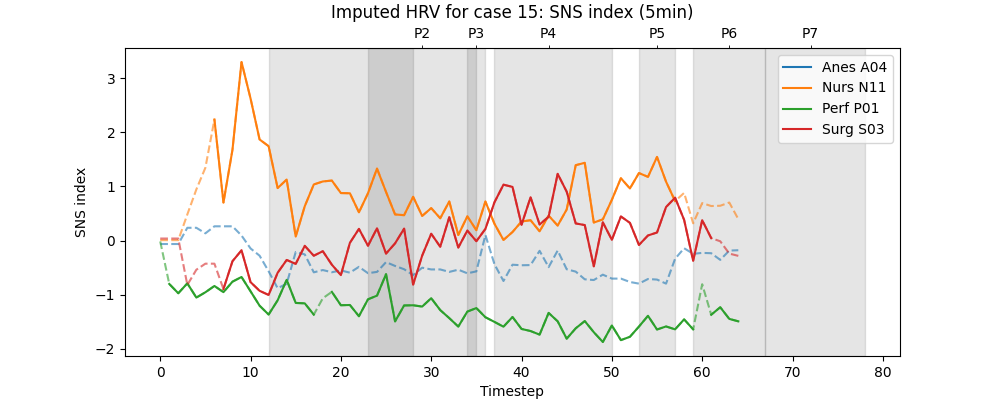 Imputed HRV for case 15: SNS index (5min)
P2 P3 P4 P5 P6 P7
Anes A04
Nurs N11
Perf P01
Surg S03
SNS index
3
2
1
0
−1
−2
0 10 20 30 40 50 60 70 80
Timestep